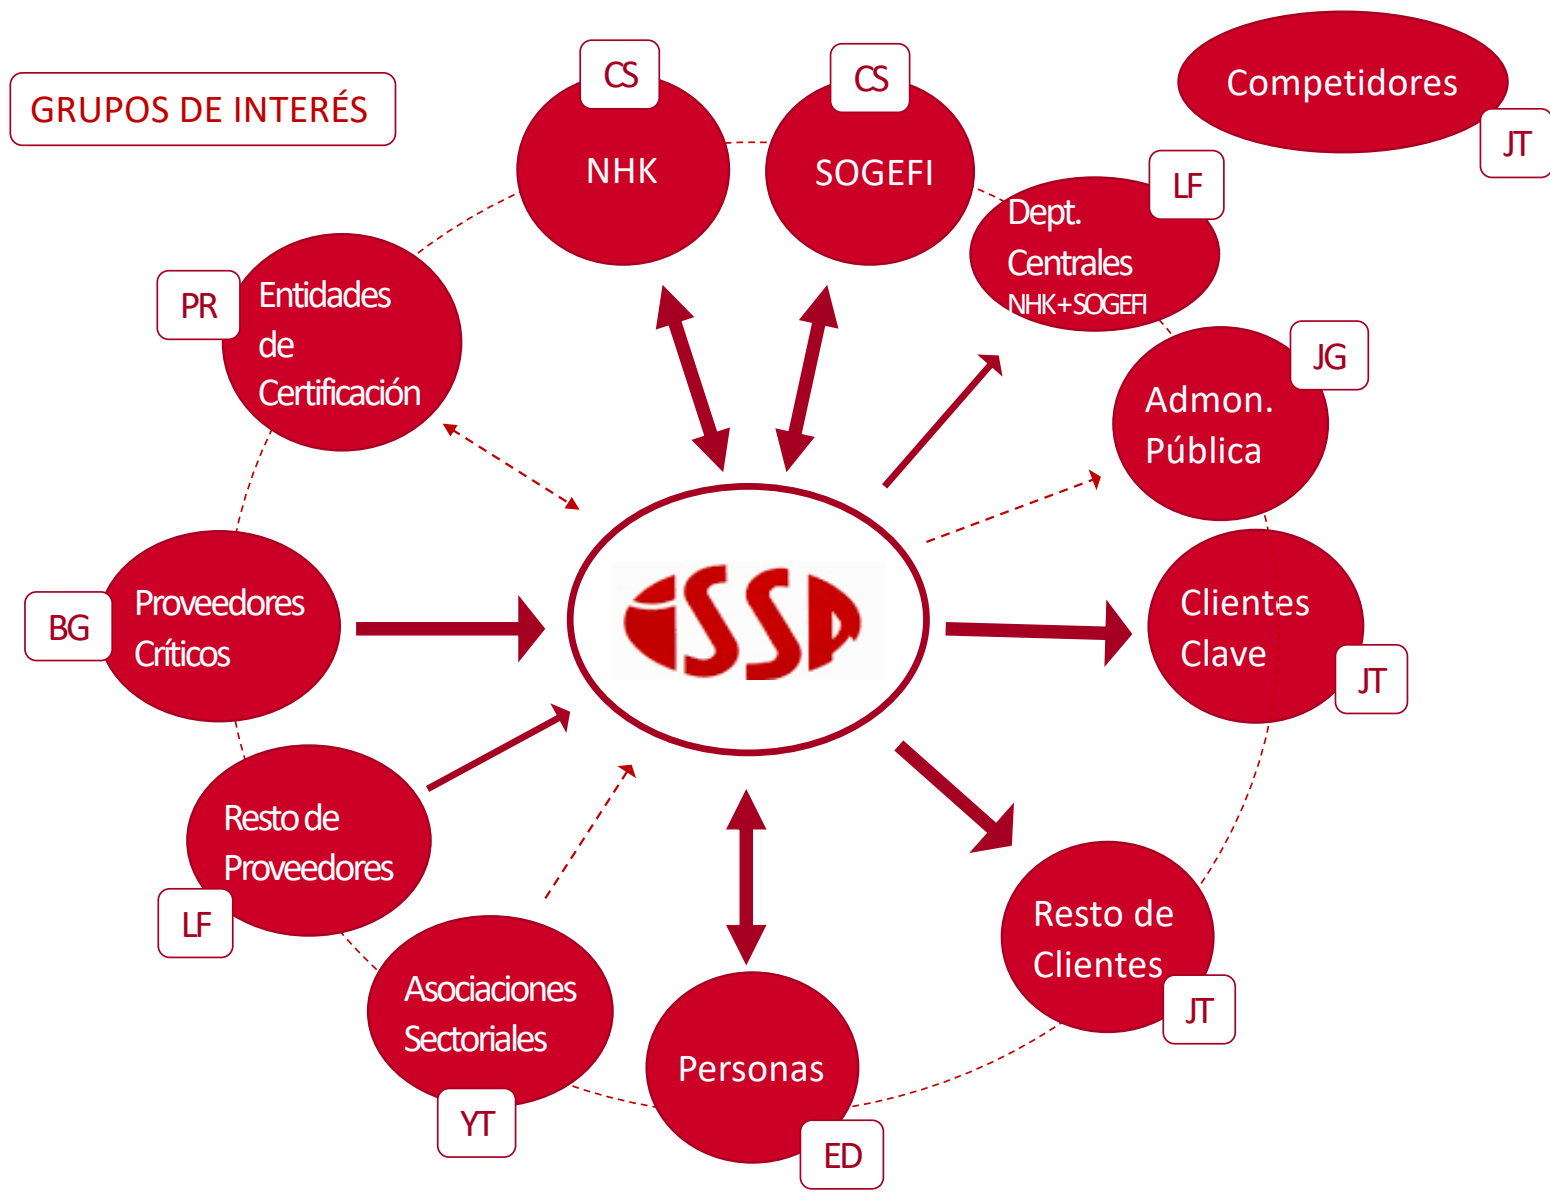 GRUPOS DE INTERÉS
CS
NHK
CS
SOGEFI
Competidores
JT
LF
Dept.
Centrales
NHK+SOGEFI
PR
Entidades
de
Certificación
JG
Admon.
Pública
BG
Proveedores
Críticos
ISSA
Clientes
Clave
JT
Resto de
Proveedores
LF
Resto de
Clientes
JT
Asociaciones
Sectoriales
YT
Personas
ED